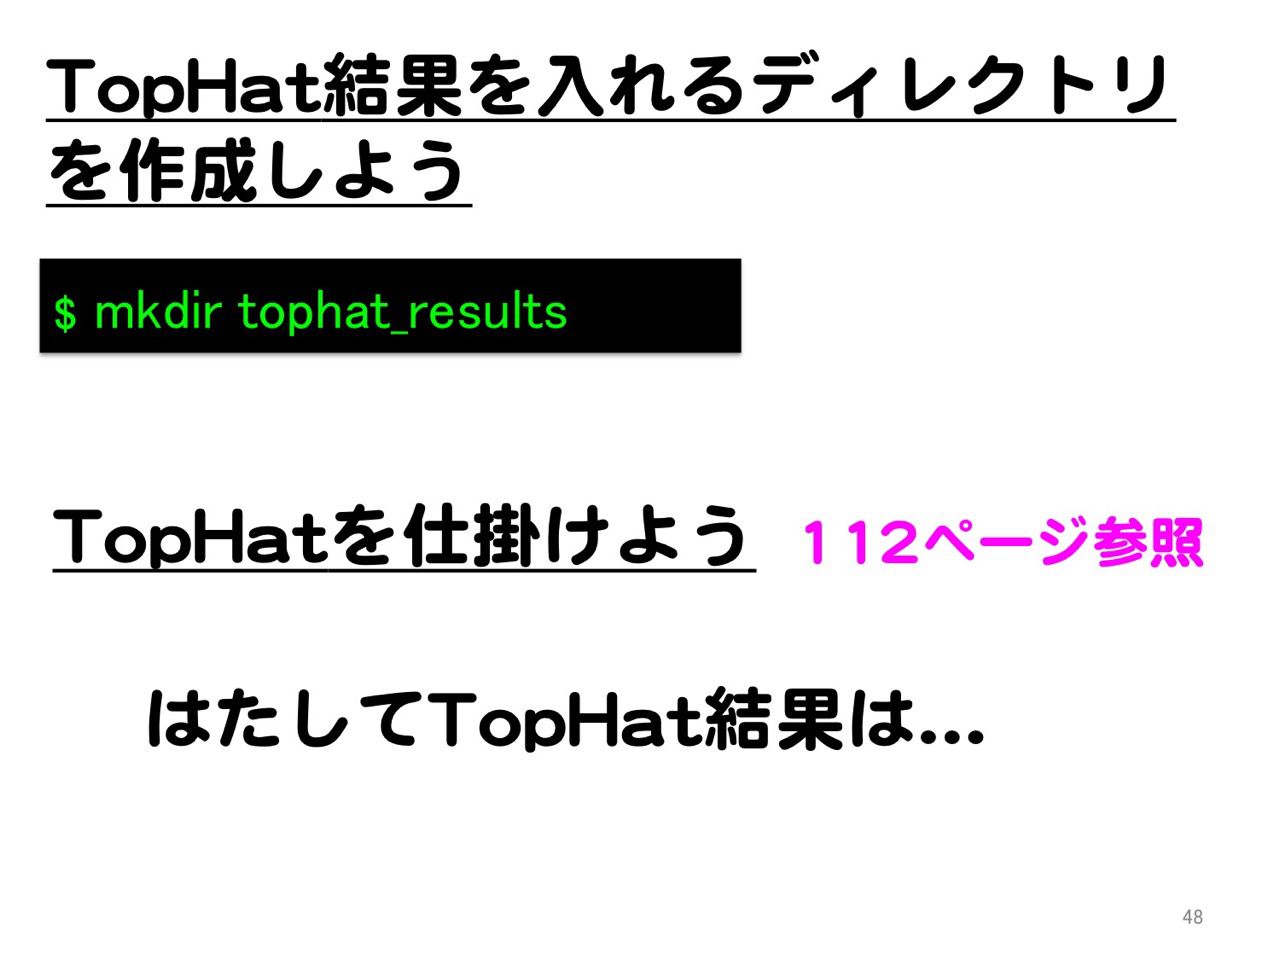 TopHat結果を入れるディレクトリ
を作成しよう
$ mkdir tophat_results
TopHatを仕掛けよう 112ページ参照
はたしてTopHat結果は...
48